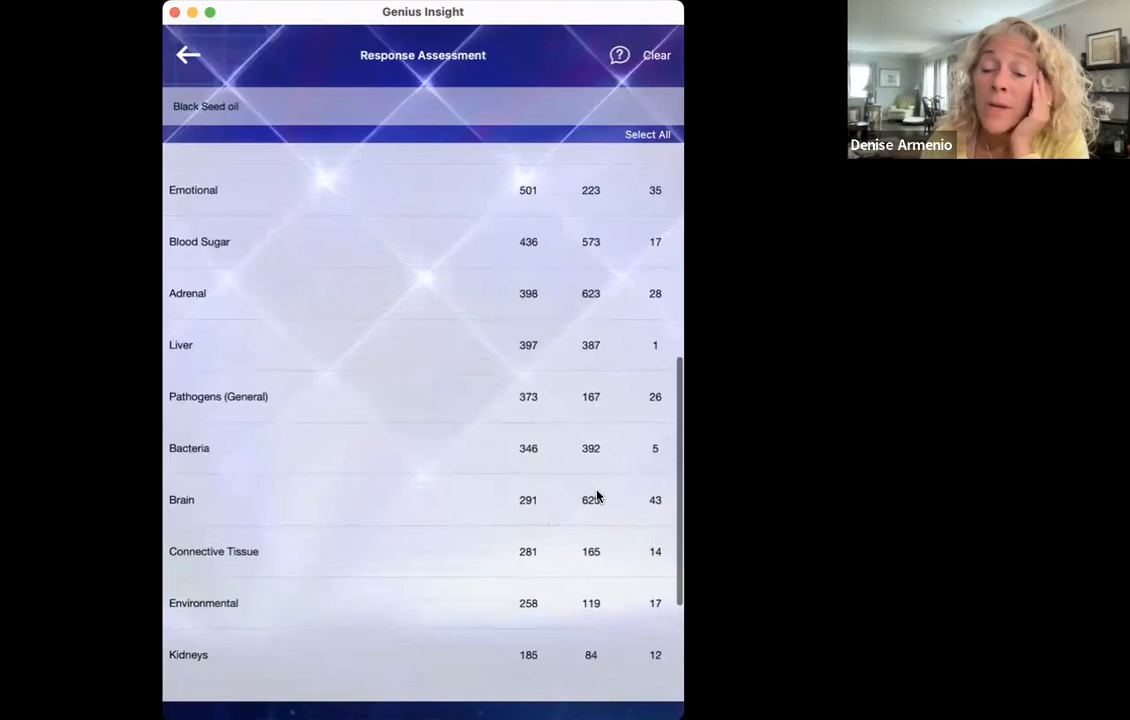 Genius Insight
Response Assessment
Clear
Black Seed oil
Select All
Emotional 501 223 35
Blood Sugar 436 573 17
Adrenal 398 623 28
Liver 397 387 1
Pathogens (General) 373 167 26
Bacteria 346 392 5
Brain 291 43
Connective Tissue 281 165 14
Environmental 258 119 17
Kidneys 185 84 12
Denise Armenio